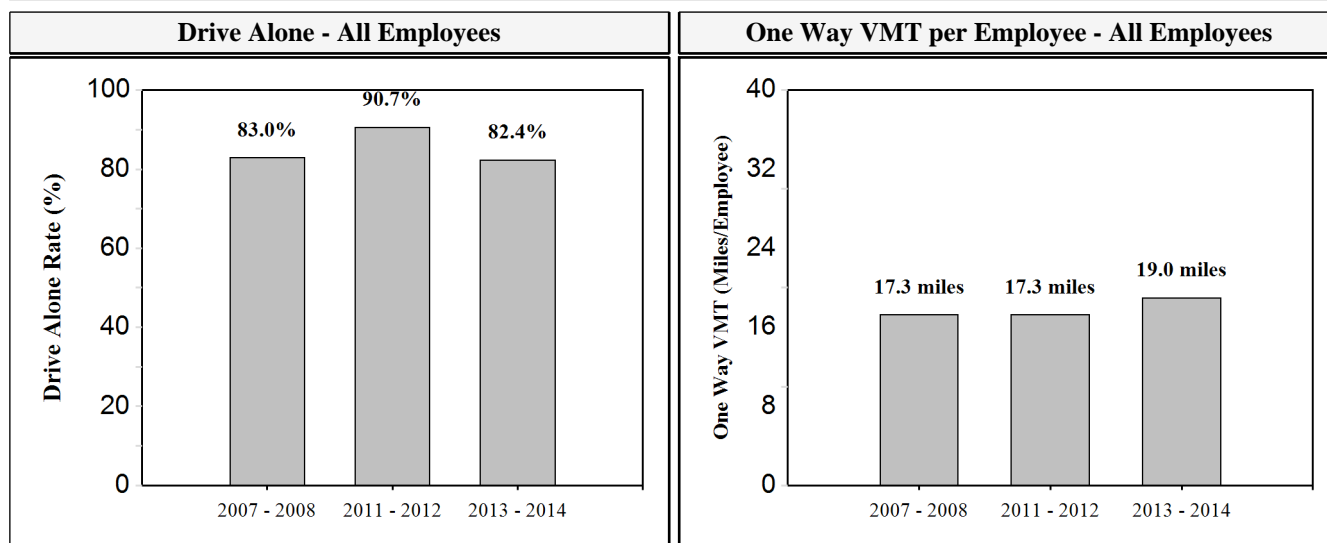 Drive Alone - All Employees
Drive Alone Rate (%)
100
80
60
40
20
0
83.0%
90.7%
82.4%
2007 - 2008
2011 - 2012
2013 - 2014
One Way VMT per Employee - All Employees
One Way VMT (Miles/Employee)
40
32
24
16
8
0
17.3 miles
17.3 miles
19.0 miles
2007 - 2008
2011 - 2012
2013 - 2014